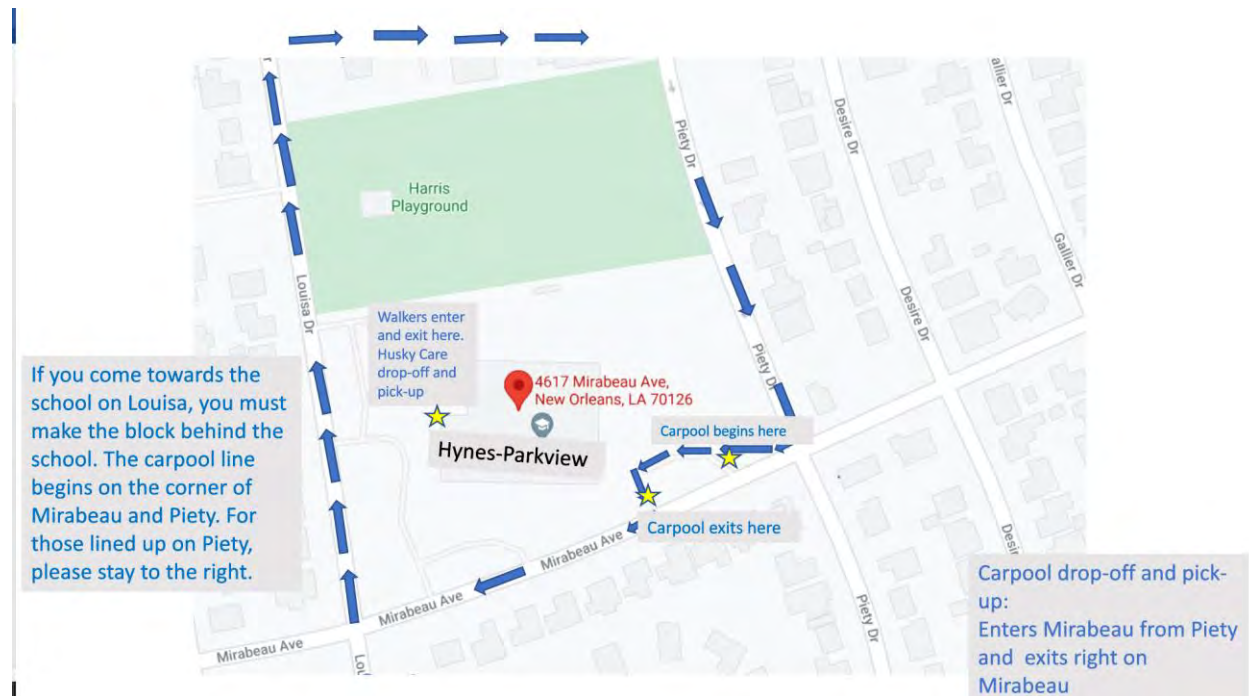 r
Gallier Dr
Piety Dr
Desire Dr
Harris
Playground
Gallier Dr
Louisa Dr
Desire Dr
Walkers enter
and exit here.
Husky Care
drop-off and
pick-up
Piety Dr
If you come towards the
school on Louisa, you must
make the block behind the
school. The carpool line
begins on the corner of
Mirabeau and Piety. For
those lined up on Piety,
please stay to the right.
4617 Mirabeau Ave,
New Orleans, LA 70126
Carpool begins here
Hynes-Parkview
Carpool exits here
Desi
Mirabeau Ave
Mirabeau Ave
Mirabeau Ave
Piety Dr
Lou
Carpool drop-off and pick-
up:
Enters Mirabeau from Piety
and exits right on
Mirabeau